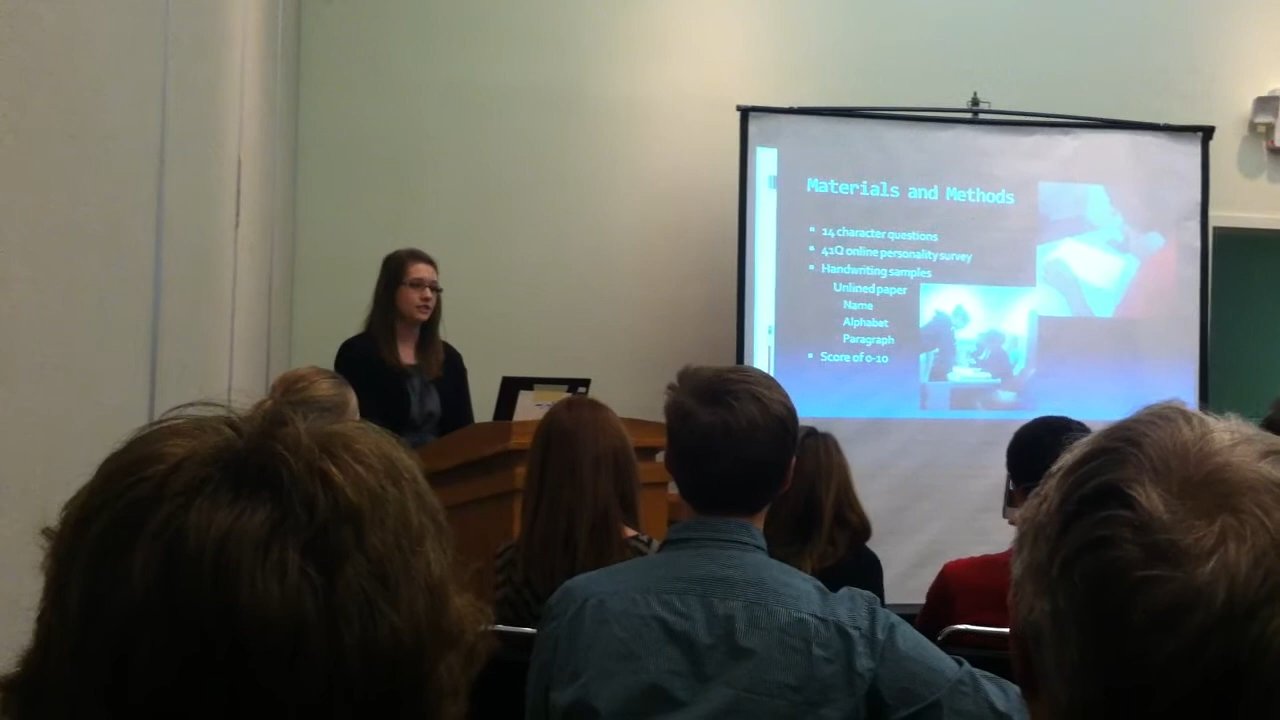 Materials and Methods
14 character questions
41Q online personality survey
Handwriting samples
Unlined paper
Name
Alphabet
Paragraph
Score of 0-10